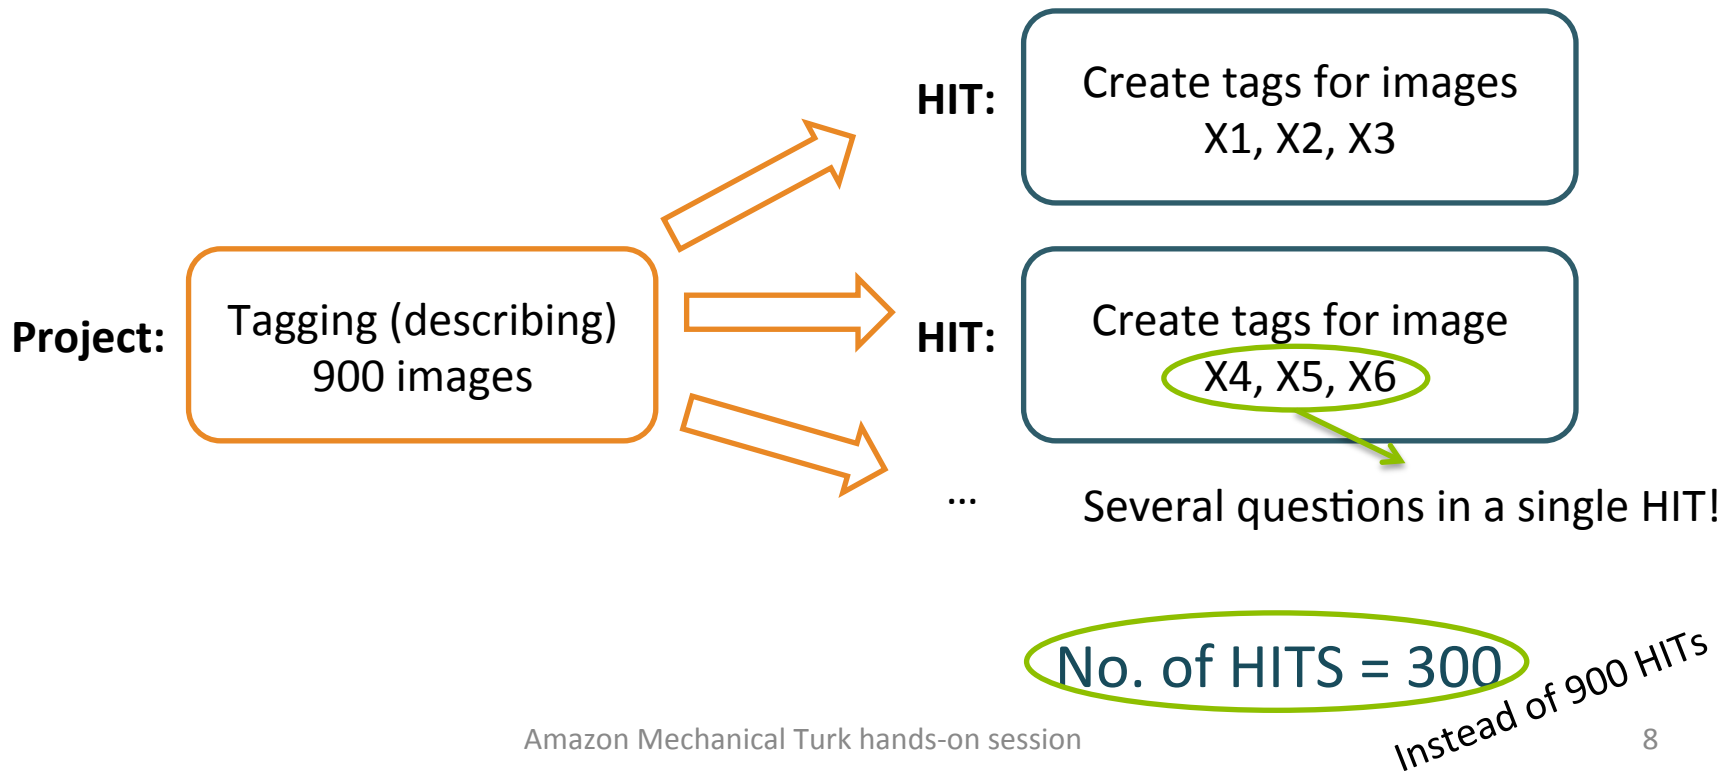 HIT:
Create tags for images
X1, X2, X3
Project:
Tagging (describing)
900 images
HIT:
Create tags for image
X4, X5, X6
...
Several questions in a single HIT!
No. of HITS = 300
Instead of 900 HITs
Amazon Mechanical Turk hands-on session
8